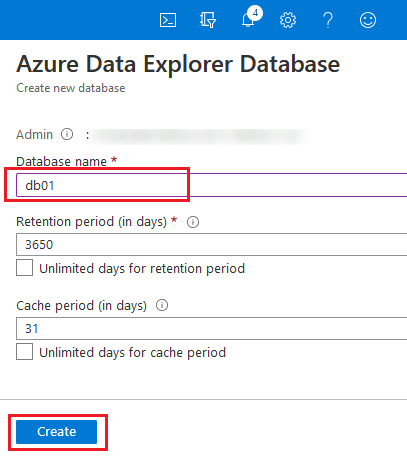 4
Azure Data Explorer Database
Create new database
Admin :
Database name *
db01
Retention period (in days) *
3650
Unlimited days for retention period
Cache period (in days)
31
Unlimited days for cache period
Create